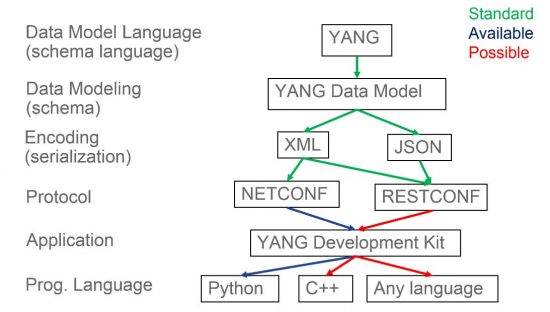 Data Model Language
(schema language)
YANG
Standard
Available
Possible
Data Modeling
(schema)
YANG Data Model
Encoding
(serialization)
XML
JSON
Protocol
NETCONF
RESTCONF
Application
YANG Development Kit
Prog. Language
Python
C++
Any language